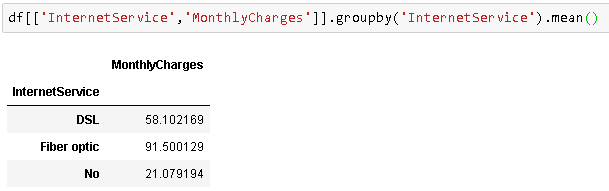 df[['InternetService','MonthlyCharges']].groupby('InternetService').mean()
MonthlyCharges
InternetService
DSL 58.102169
Fiber optic 91.500129
No 21.079194